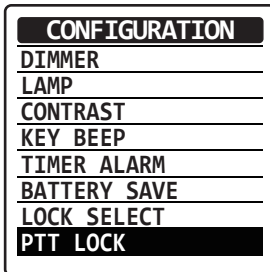 CONFIGURATION
DIMMER
LAMP
CONTRAST
KEY BEEP
TIMER ALARM
BATTERY SAVE
LOCK SELECT
PTT LOCK